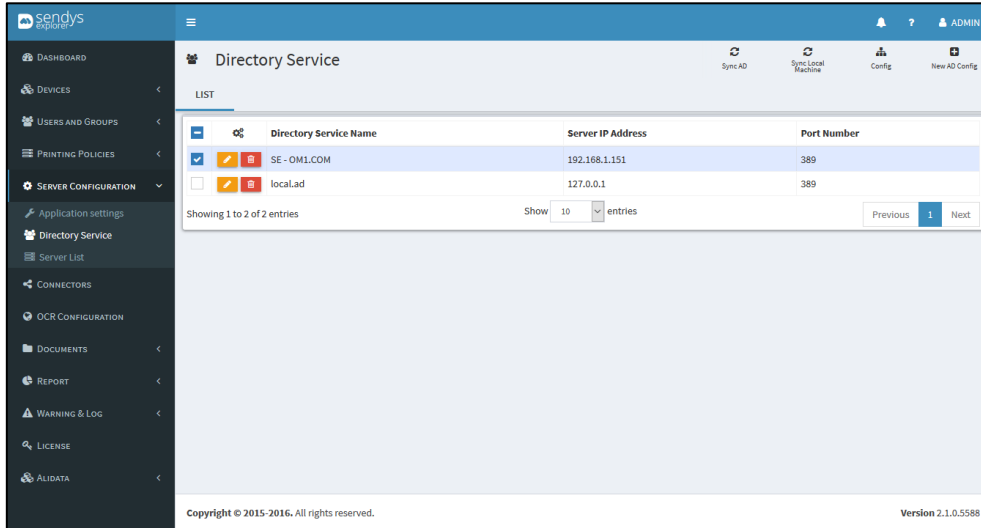 sendys
explorer
ADMIN
DASHBOARD
DEVICES
USERS AND GROUPS
PRINTING POLICIES
SERVER CONFIGURATION
Application settings
Directory Service
Server List
CONNECTORS
OCR CONFIGURATION
DOCUMENTS
REPORT
WARNING & LOG
LICENSE
ALIDATA
Directory Service
Sync AD
Sync Local
Machine
Config
New AD Config
LIST
Directory Service Name Server IP Address Port Number
SE - OM1.COM 192.168.1.151 389
local.ad 127.0.0.1 389
Showing 1 to 2 of 2 entries Show 10 entries Previous 1 Next
Copyright © 2015-2016. All rights reserved. Version 2.1.0.5588